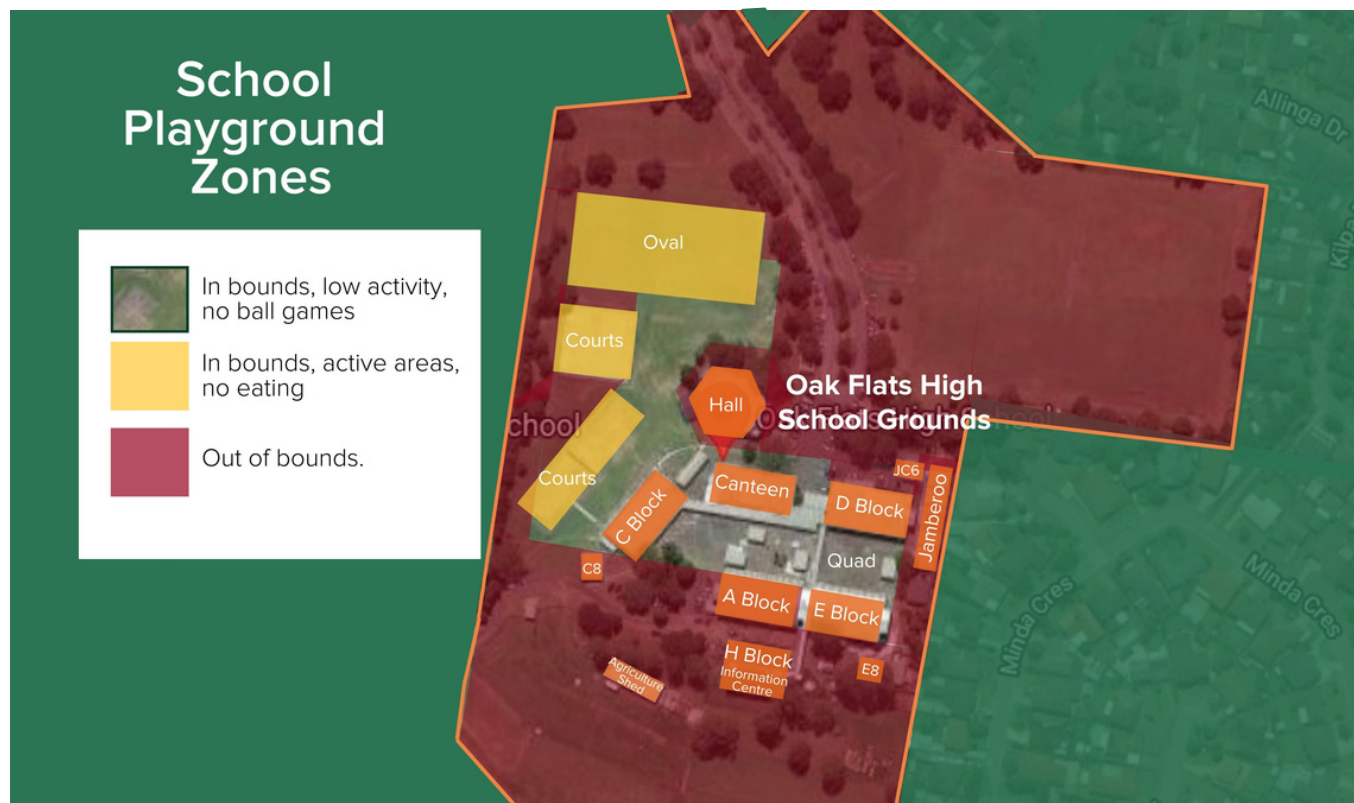 School
Playground
Zones
In bounds, low activity,
no ball games
In bounds, active areas,
no eating
Out of bounds.
Allinga Dr
Oval
Courts
Hall
Oak Flats High
School Grounds
chool
Courts
C Block
Canteen
D Block
JC6
Jamberoo
Quad
C8
A Block
E Block
H Block
Information
Centre
E8
Agriculture
Shed
Minda Cres
Minda Cres